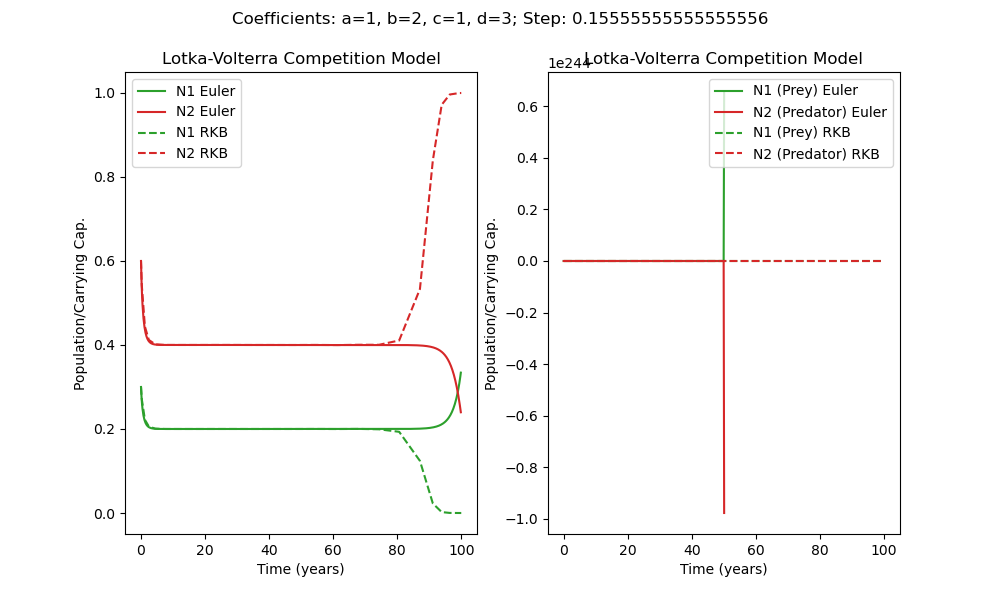 Coefficients: a=1, b=2, c=1, d=3; Step: 0.15555555555555556
Lotka-Volterra Competition Model
N1 Euler
N2 Euler
N1 RKB
N2 RKB
1.0
0.8
0.6
0.4
0.2
0.0
Population/Carrying Cap.
0 20 40 60 80 100
Time (years)
1e244
Lotka-Volterra Competition Model
N1 (Prey) Euler
N2 (Predator) Euler
N1 (Prey) RKB
N2 (Predator) RKB
0.6
0.4
0.2
0.0
−0.2
−0.4
−0.6
−0.8
−1.0
Population/Carrying Cap.
0 20 40 60 80 100
Time (years)